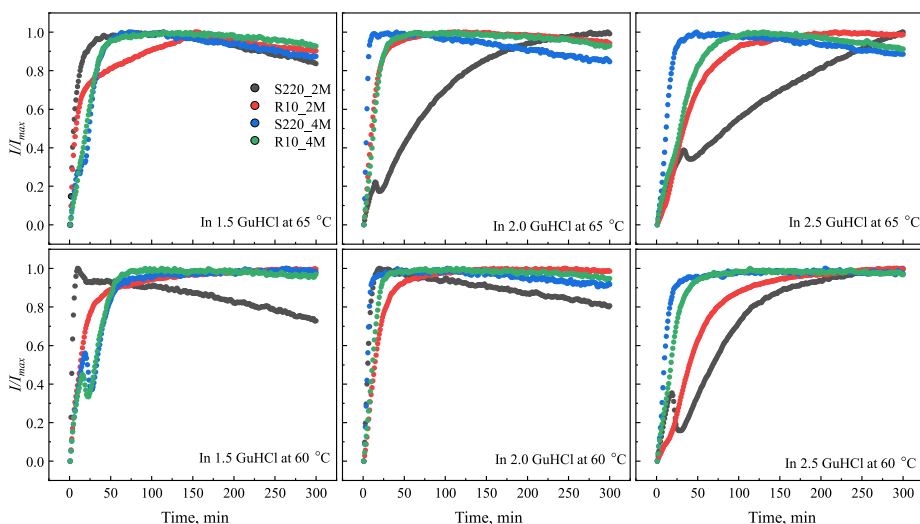 I/Imax
1.0
0.8
0.6
0.4
0.2
0.0
S220_2M
R10_2M
S220_4M
R10_4M
In 1.5 GuHCl at 65 °C
In 2.0 GuHCl at 65 °C
In 2.5 GuHCl at 65 °C
I/Imax
1.0
0.8
0.6
0.4
0.2
0.0
In 1.5 GuHCl at 60 °C
In 2.0 GuHCl at 60 °C
In 2.5 GuHCl at 60 °C
0 50 100 150 200 250 300
0 50 100 150 200 250 300
0 50 100 150 200 250 300
Time, min
Time, min
Time, min